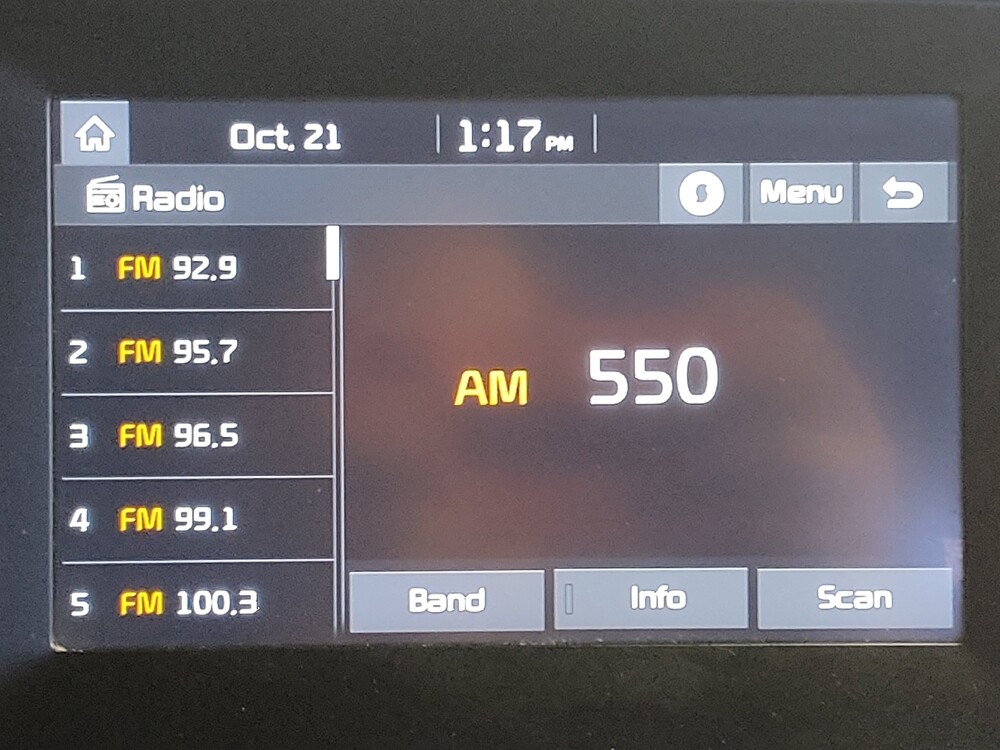 Oct. 21 1:17 PM
Radio Menu
1 FM 92.9
2 FM 95.7
3 FM 96.5
4 FM 99.1
5 FM 100.3
AM 550
Band Info Scan